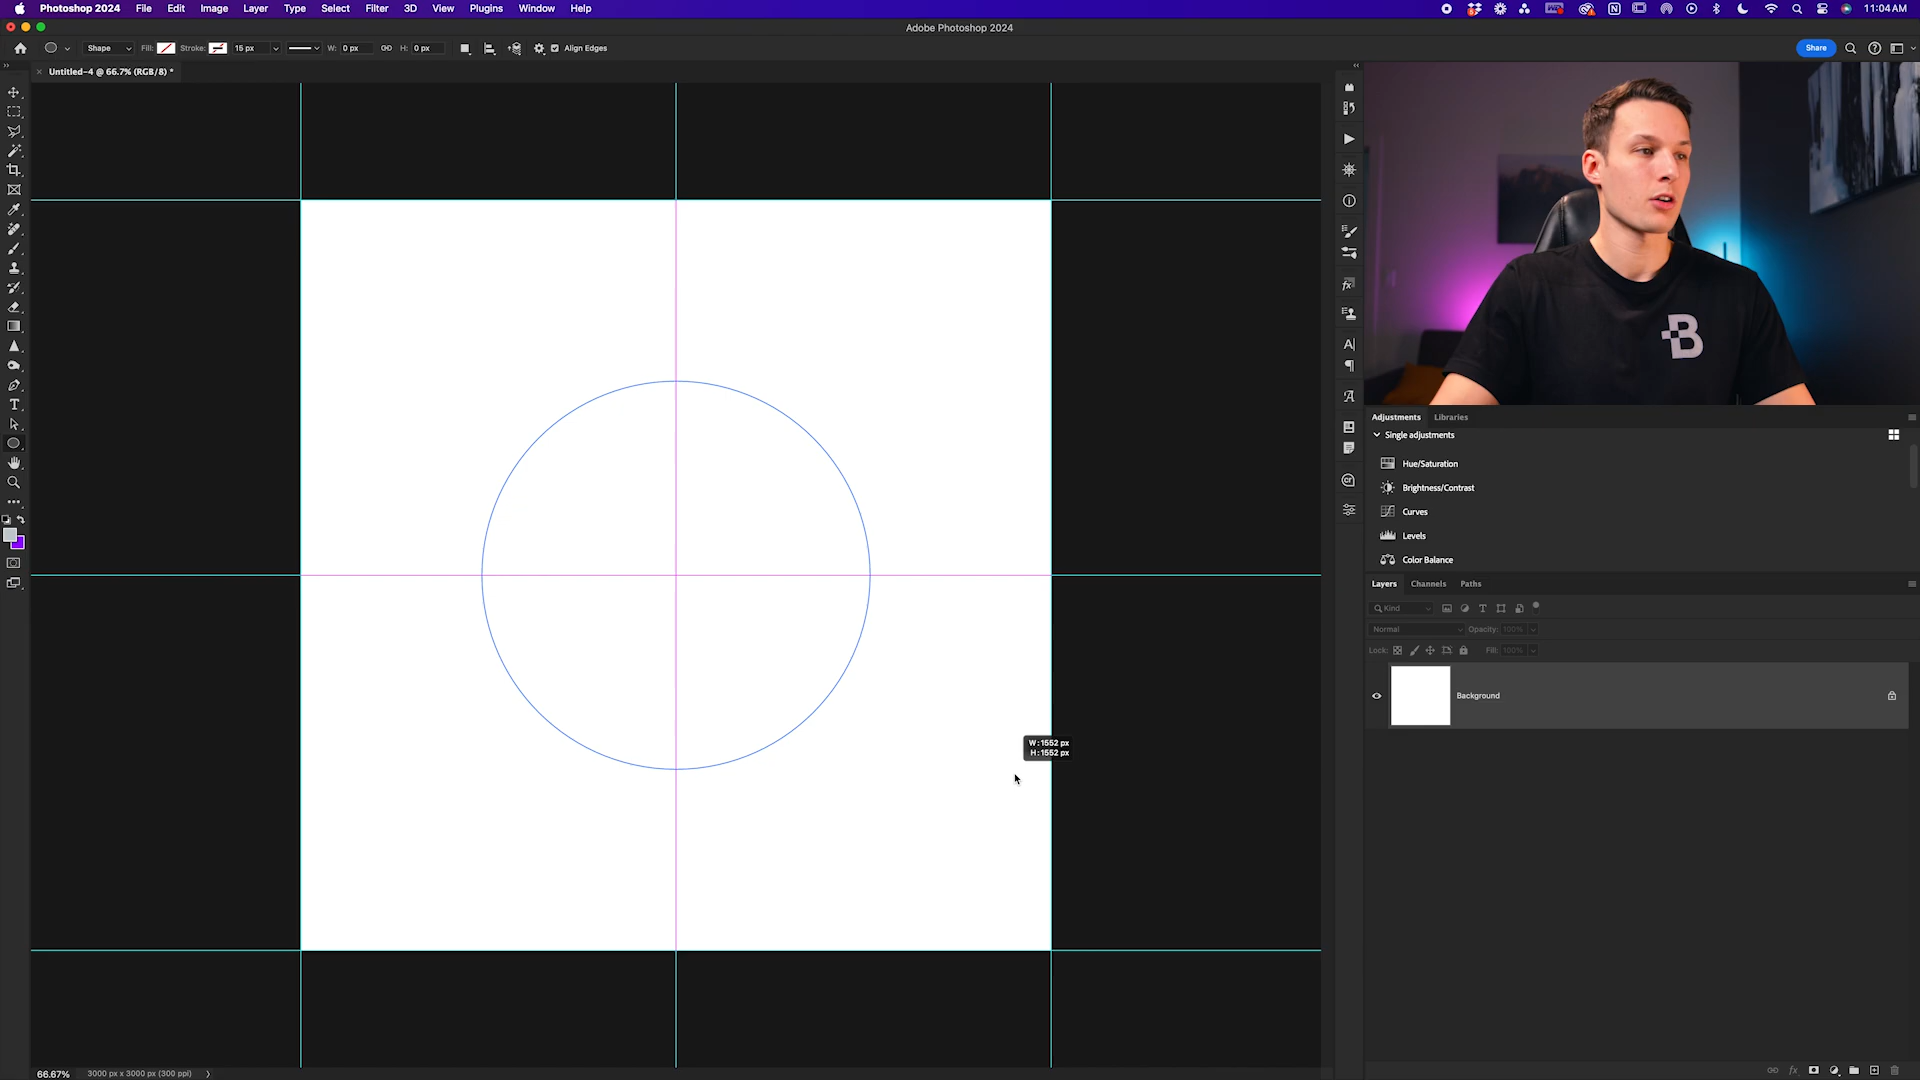 Photoshop 2024 File Edit Image Layer Type Select Filter 3D View Plugins Window Help 11:04 AM
Adobe Photoshop 2024
Shape Fill: Stroke: 15 px W: 0 px H: 0 px Align Edges Share
Untitled-4 @ 66.7% (RGB/8) *
B
Adjustments Libraries
Single adjustments
Hue/Saturation
Brightness/Contrast
Curves
Levels
Color Balance
Layers Channels Paths
Kind
Normal Opacity: 100%
Lock: Fill: 100%
Background
W: 1552 px
H: 1552 px
66.67% 3000 px x 3000 px (300 ppi)